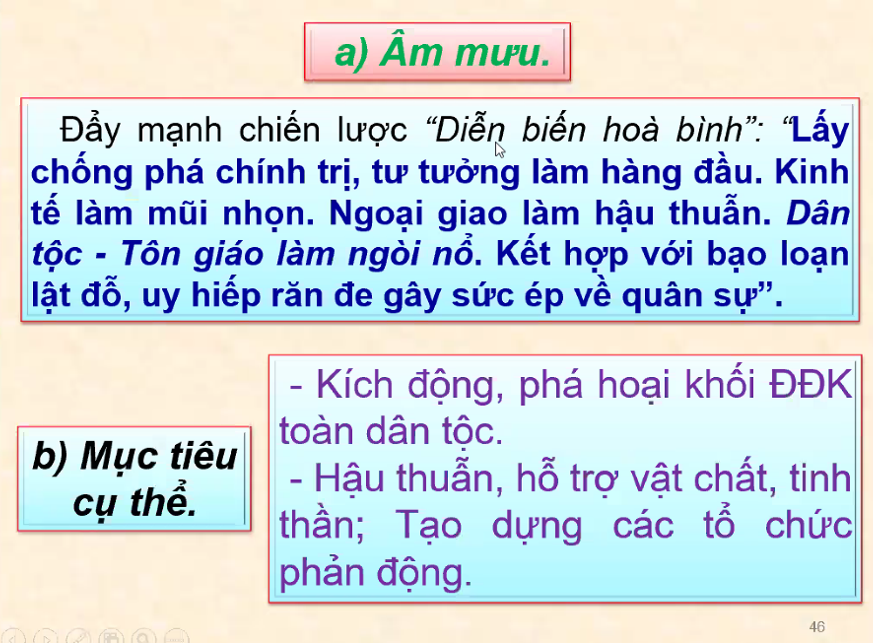 a) Âm mưu.
Đẩy mạnh chiến lược “Diễn biến hoà bình”: “Lấy
chống phá chính trị, tư tưởng làm hàng đầu. Kinh
tế làm mũi nhọn. Ngoại giao làm hậu thuẫn. Dân
tộc - Tôn giáo làm ngòi nổ. Kết hợp với bạo loạn
lật đỗ, uy hiếp răn đe gây sức ép về quân sự”.
b) Mục tiêu
cụ thể.
- Kích động, phá hoại khối ĐĐK
toàn dân tộc.
- Hậu thuẫn, hỗ trợ vật chất, tinh
thần; Tạo dựng các tổ chức
phản động.
46